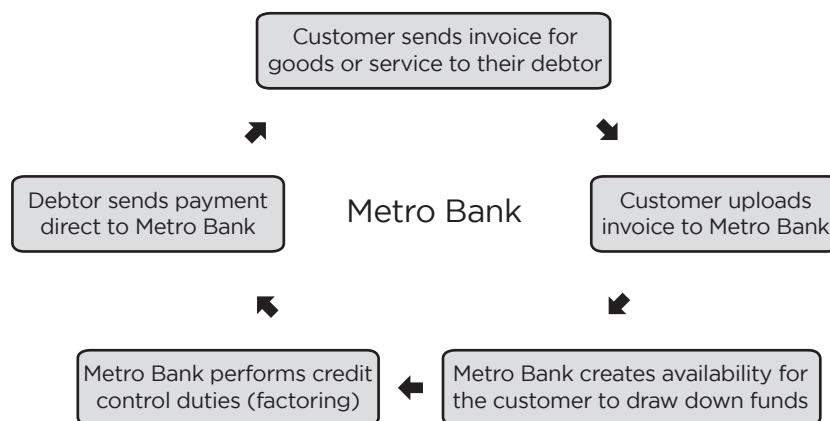 Customer sends invoice for
goods or service to their debtor
Debtor sends payment
direct to Metro Bank
Metro Bank
Customer uploads
invoice to Metro Bank
Metro Bank performs credit
control duties (factoring)
Metro Bank creates availability for
the customer to draw down funds